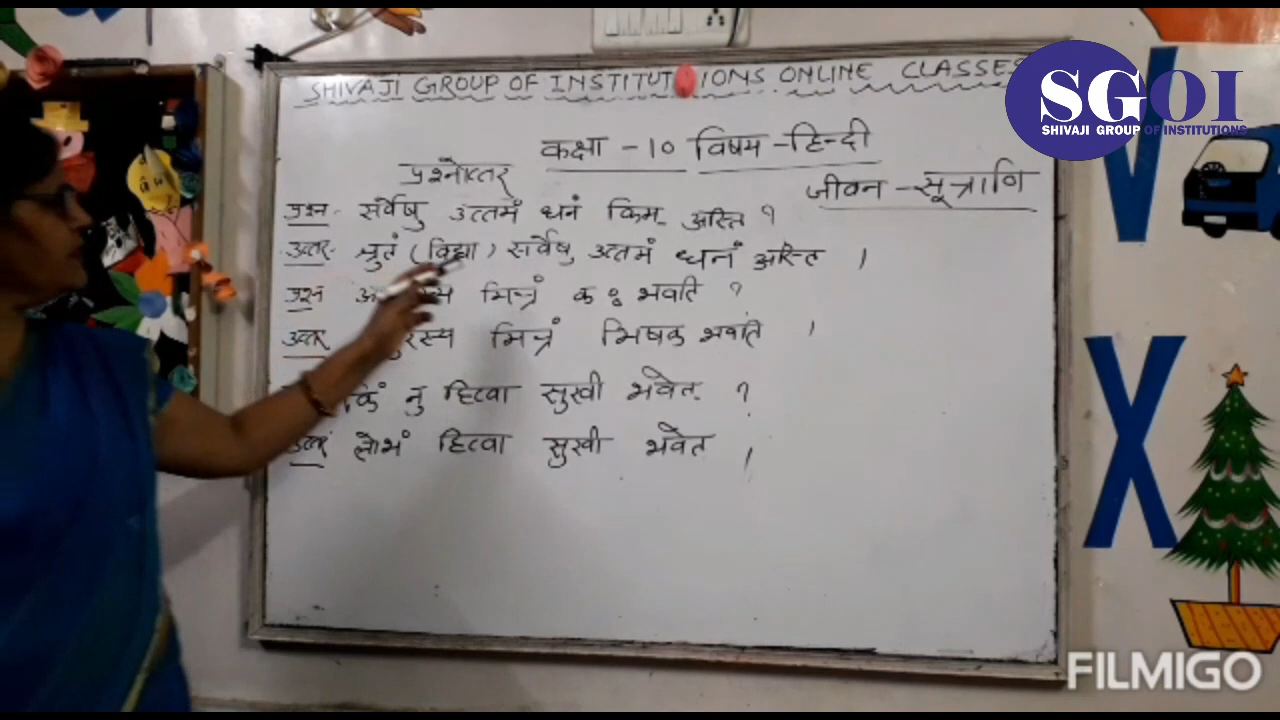 SHIVAJI GROUP OF INSTITUTIONS ONLINE CLASSES
SGOI
SHIVAJI GROUP OF INSTITUTIONS
कक्षा - 10 विषय - हिन्दी
प्रश्नोत्तर
जीवन - सूत्राणि
प्रश्न - सर्वेषु उत्तमं धनं किम् अस्ति ?
उत्तर - श्रुतं (विद्या) सर्वेषु उत्तमं धनं अस्ति ।
प्रश्न मित्रं कः भवति ?
उत्तर मित्रं भिषक भवति ।
किं नु हित्वा सुखी भवेत् ?
उत्तर लोभं हित्वा सुखी भवेत ।
V
X
FILMIGO